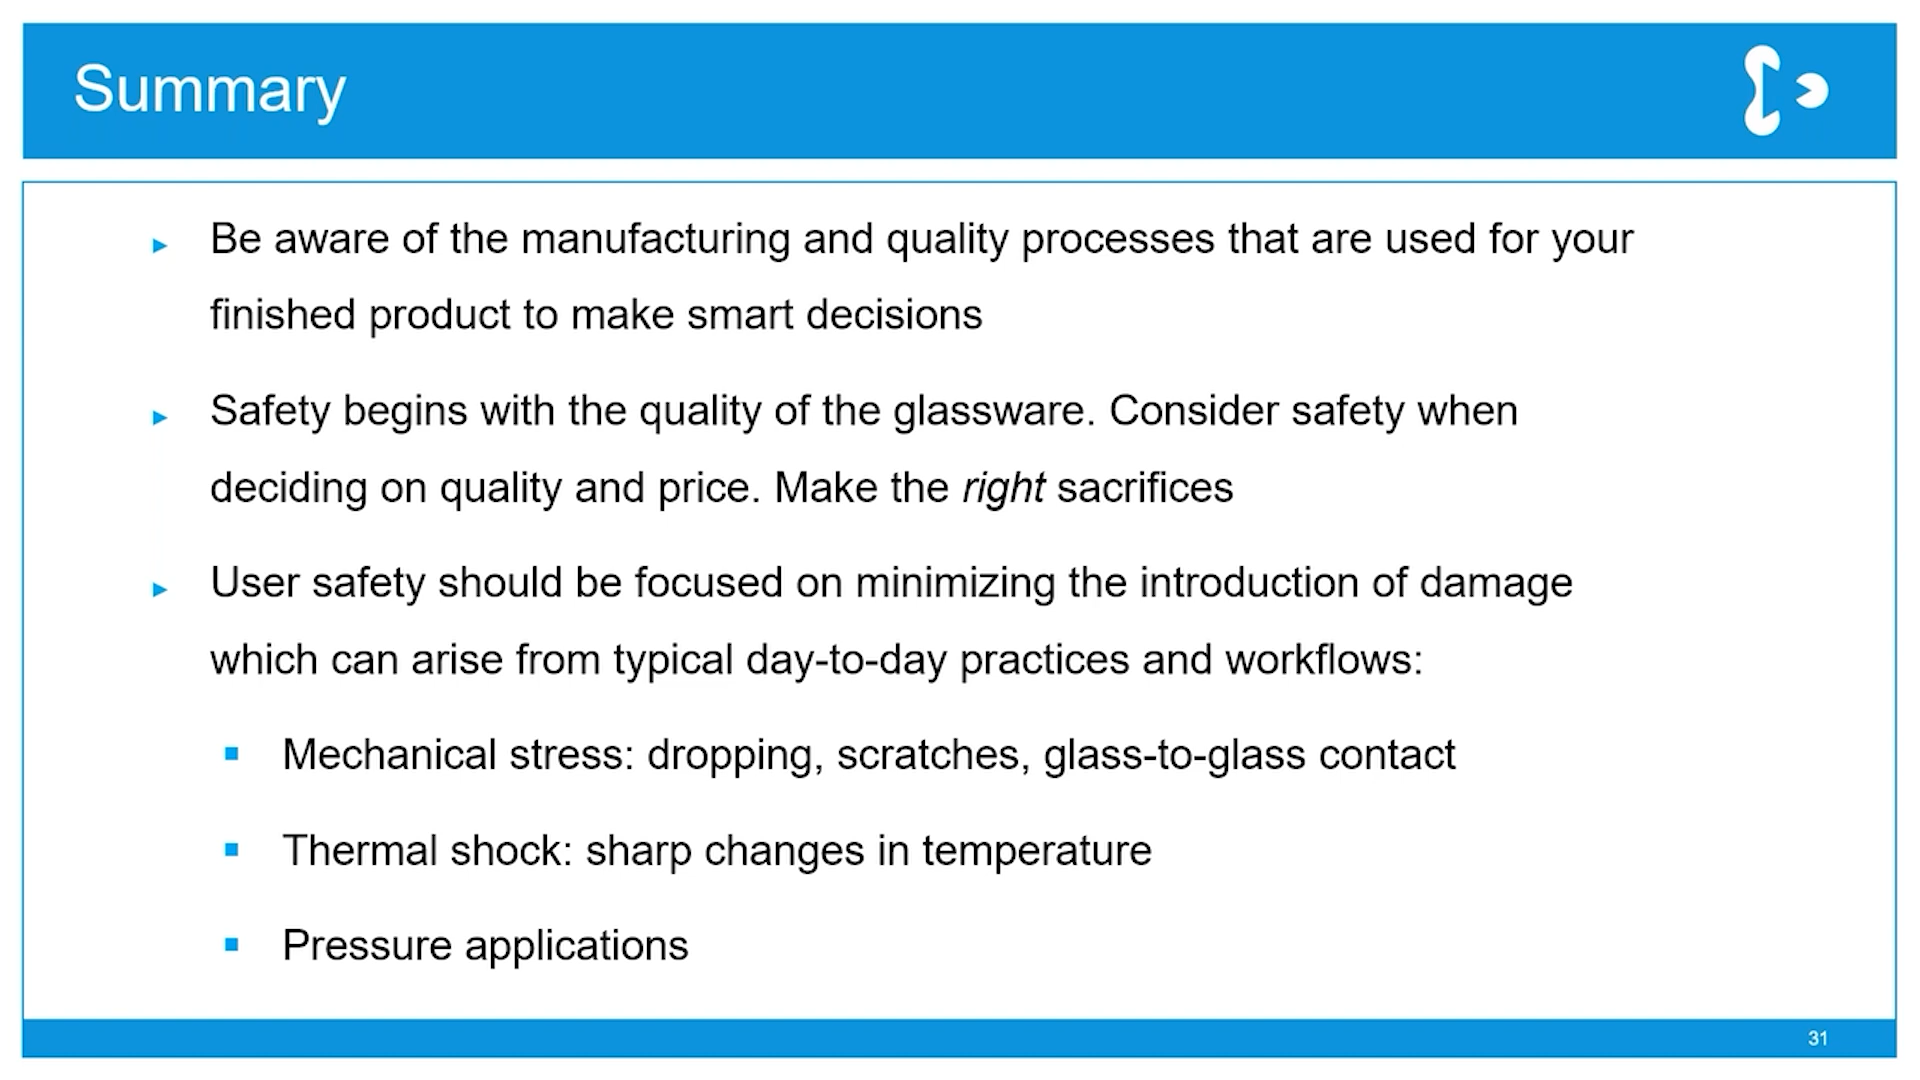 Summary
Be aware of the manufacturing and quality processes that are used for your
finished product to make smart decisions
Safety begins with the quality of the glassware. Consider safety when
deciding on quality and price. Make the right sacrifices
User safety should be focused on minimizing the introduction of damage
which can arise from typical day-to-day practices and workflows:
Mechanical stress: dropping, scratches, glass-to-glass contact
Thermal shock: sharp changes in temperature
Pressure applications
31